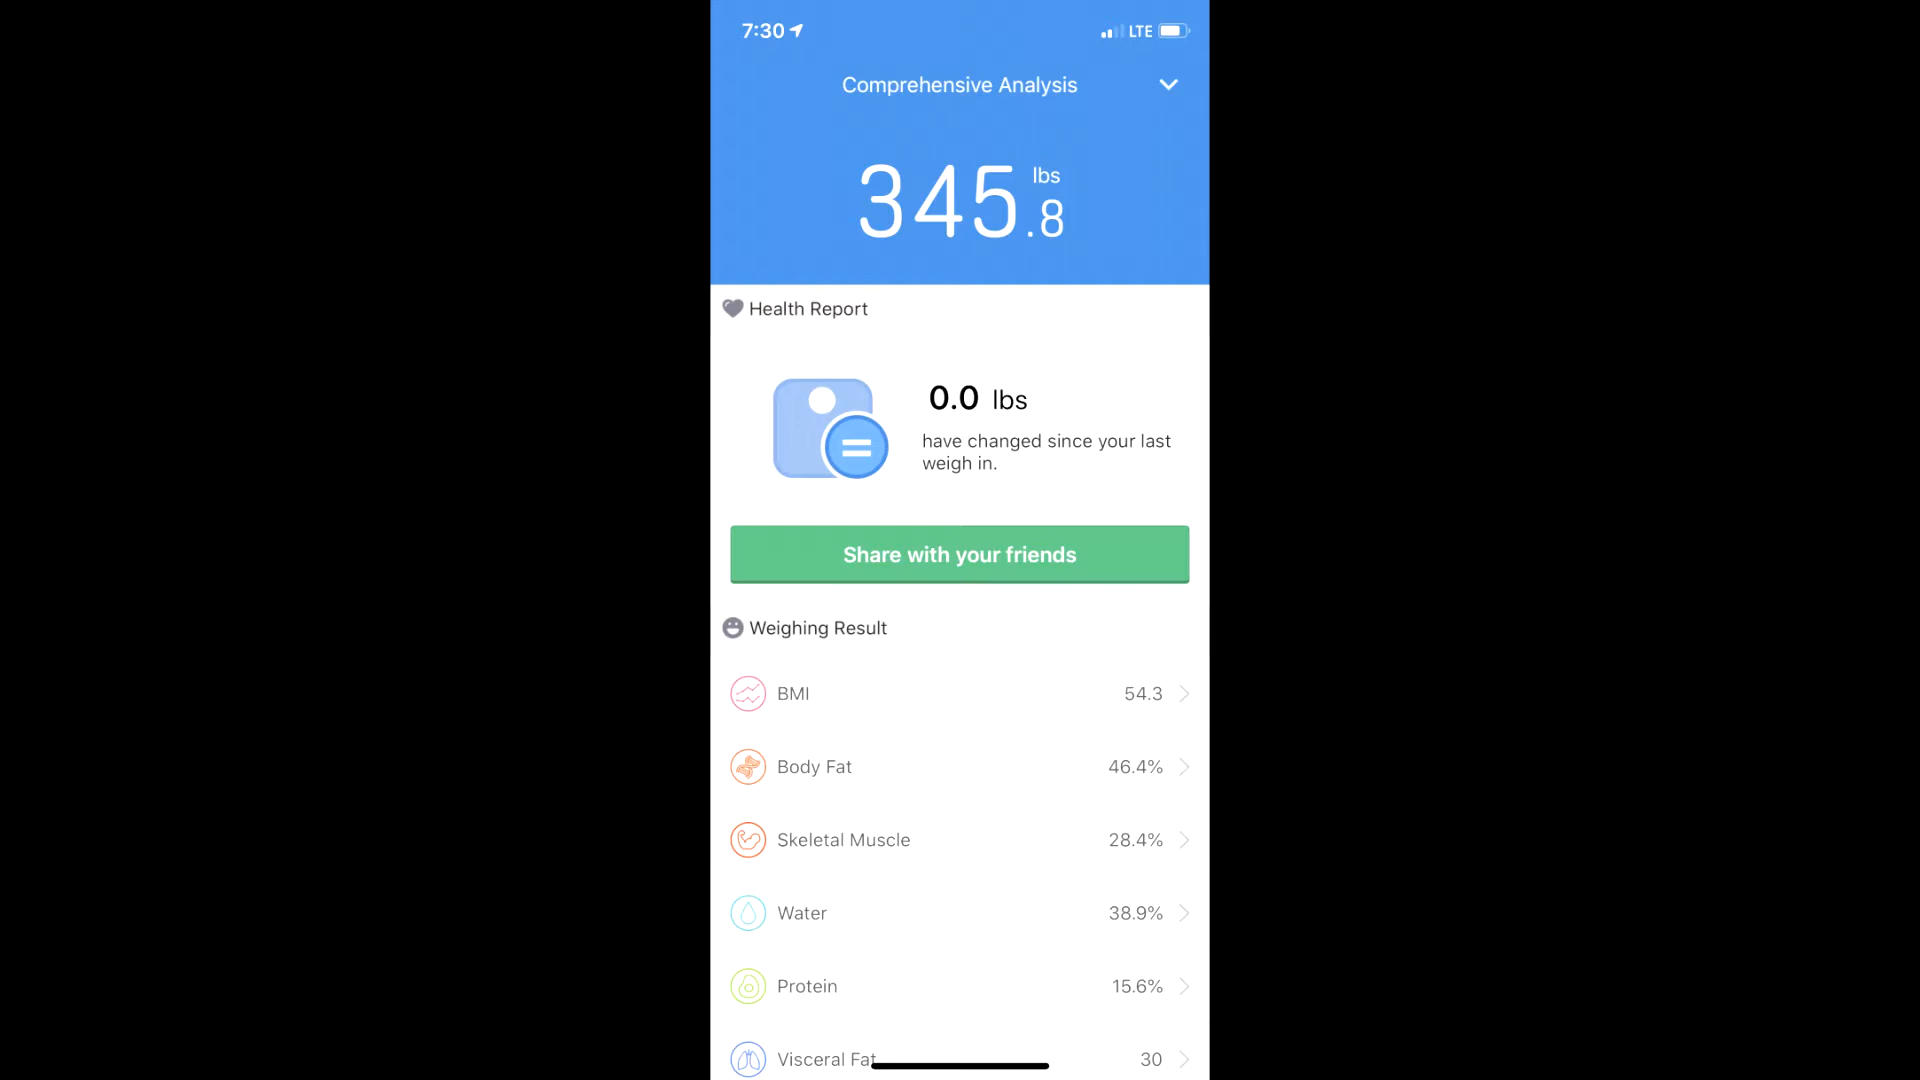 7:30
LTE
Comprehensive Analysis
345.8 lbs
Health Report
0.0 lbs
have changed since your last
weigh in.
Share with your friends
Weighing Result
BMI 54.3
Body Fat 46.4%
Skeletal Muscle 28.4%
Water 38.9%
Protein 15.6%
Visceral Fat 30